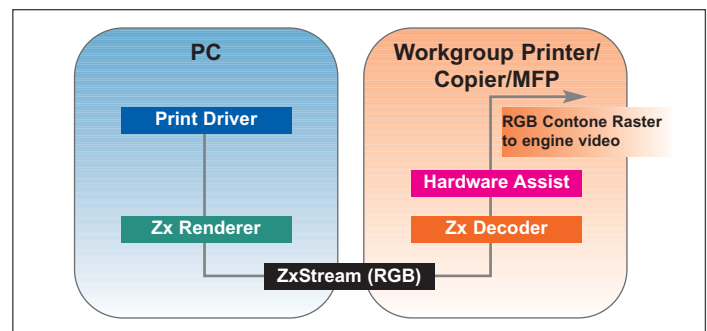 PC
Print Driver
Zx Renderer
ZxStream (RGB)
Workgroup Printer/
Copier/MFP
RGB Contone Raster
to engine video
Hardware Assist
Zx Decoder